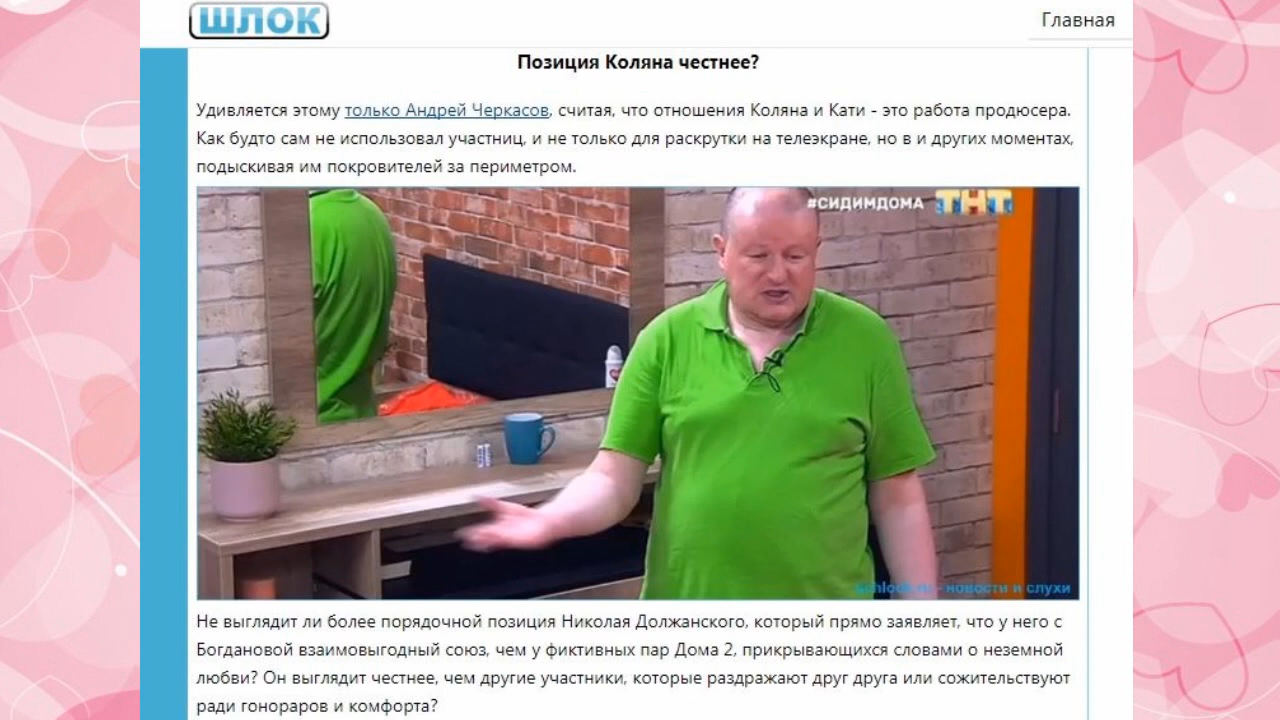 ШЛОК
Главная
Позиция Коляна честнее?
Удивляется этому только Андрей Черкасов, считая, что отношения Коляна и Кати - это работа продюсера.
Как будто сам не использовал участниц, и не только для раскрутки на телеэкране, но в и других моментах,
подыскивая им покровителей за периметром.
#СИДИМДОМА ТНТ
schlock.ru - новости и слухи
Не выглядит ли более порядочной позиция Николая Должанского, который прямо заявляет, что у него с
Богдановой взаимовыгодный союз, чем у фиктивных пар Дома 2, прикрывающихся словами о неземной
любви? Он выглядит честнее, чем другие участники, которые раздражают друг друга или сожительствуют
ради гонораров и комфорта?